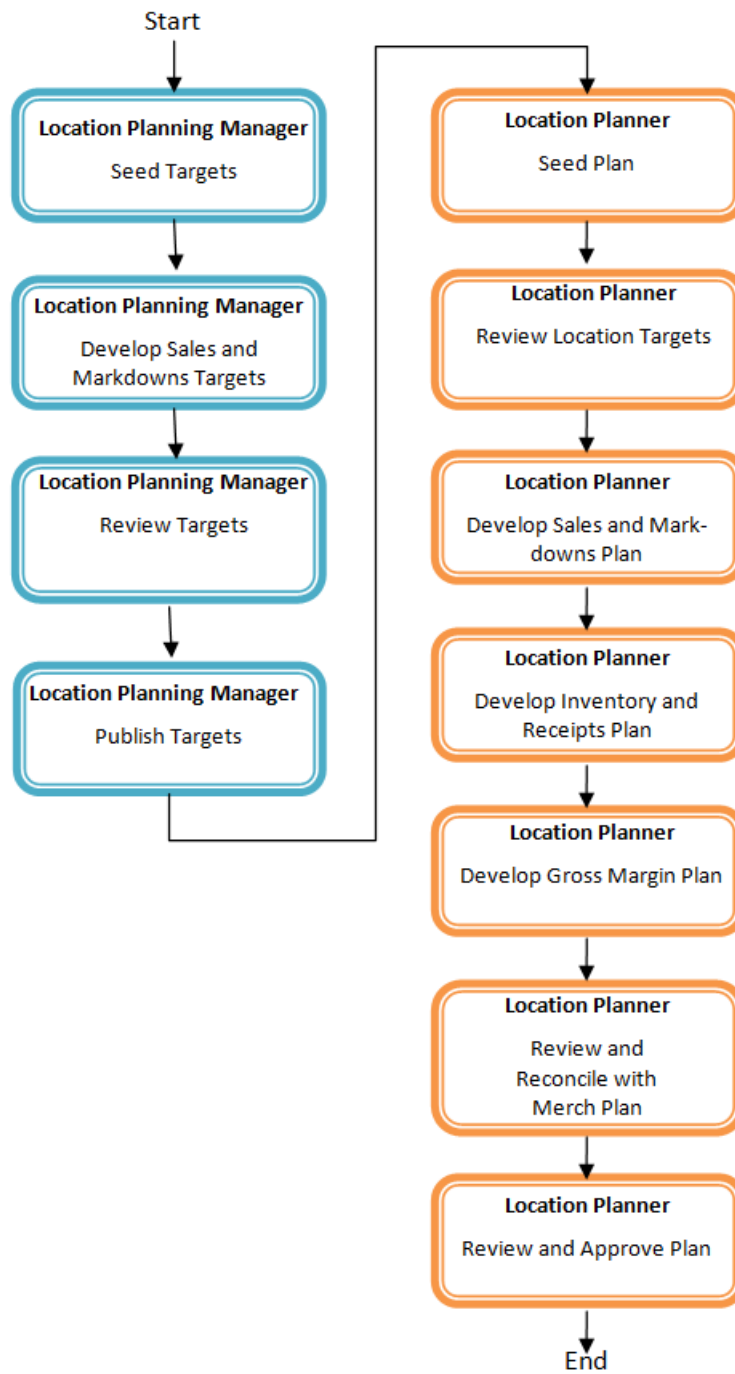 Start
Location Planning Manager
Seed Targets
Location Planning Manager
Develop Sales and
Markdowns Targets
Location Planning Manager
Review Targets
Location Planning Manager
Publish Targets
Location Planner
Seed Plan
Location Planner
Review Location Targets
Location Planner
Develop Sales and Mark-
downs Plan
Location Planner
Develop Inventory and
Receipts Plan
Location Planner
Develop Gross Margin Plan
Location Planner
Review and
Reconcile with
Merch Plan
Location Planner
Review and Approve Plan
End